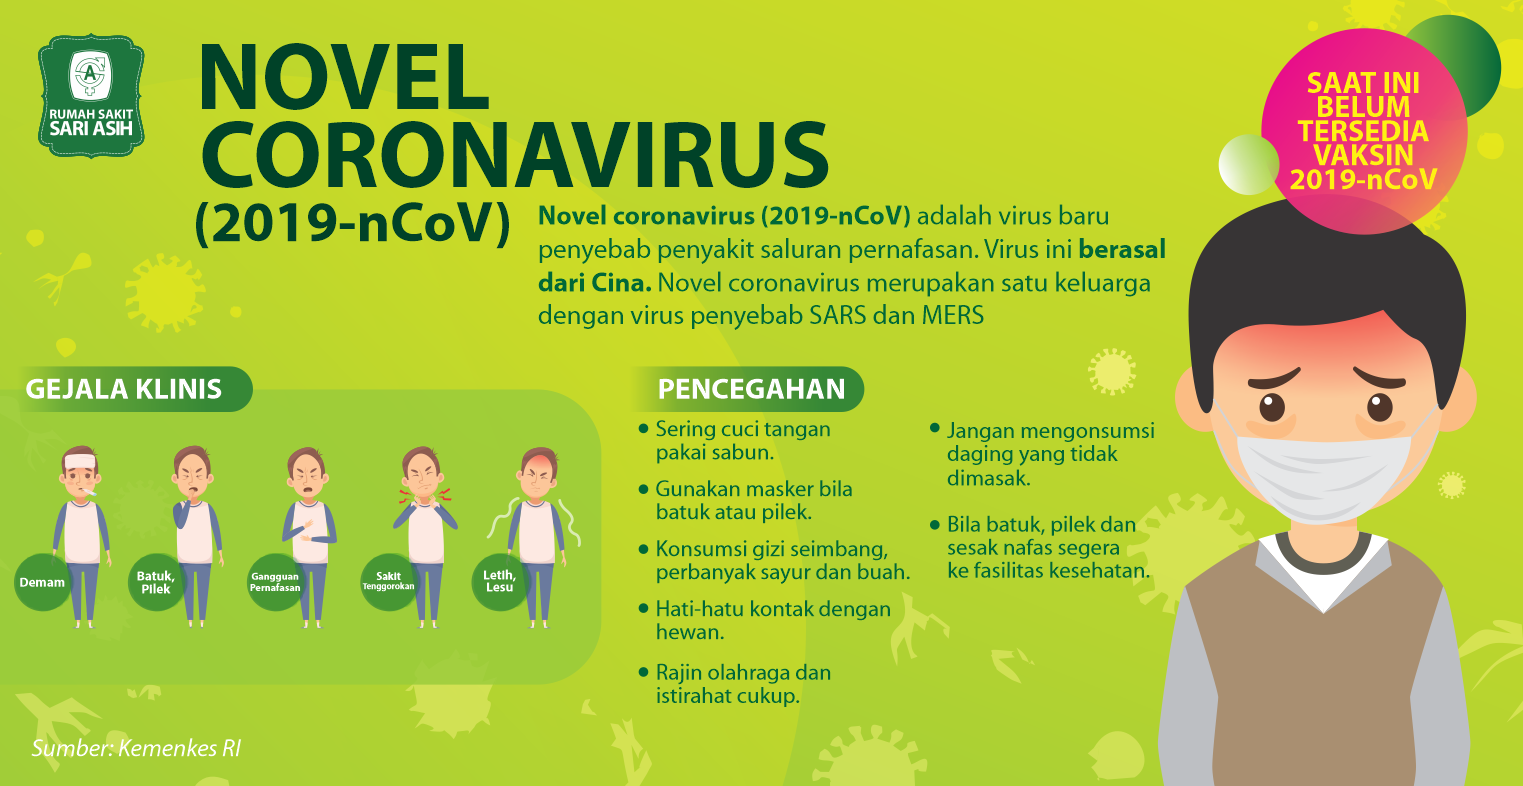 RUMAH SAKIT
SARI ASIH
NOVEL
CORONAVIRUS
(2019-nCoV)
Novel coronavirus (2019-nCoV) adalah virus baru
penyebab penyakit saluran pernafasan. Virus ini berasal
dari Cina. Novel coronavirus merupakan satu keluarga
dengan virus penyebab SARS dan MERS
SAAT INI
BELUM
TERSEDIA
VAKSIN
2019-nCoV
GEJALA KLINIS
Demam
Batuk,
Pilek
Gangguan
Pernafasan
Sakit
Tenggorokan
Letih,
Lesu
PENCEGAHAN
• Sering cuci tangan
pakai sabun.
• Gunakan masker bila
batuk atau pilek.
• Konsumsi gizi seimbang,
perbanyak sayur dan buah.
• Hati-hatu kontak dengan
hewan.
• Rajin olahraga dan
istirahat cukup.
• Jangan mengonsumsi
daging yang tidak
dimasak.
• Bila batuk, pilek dan
sesak nafas segera
ke fasilitas kesehatan.
Sumber: Kemenkes RI